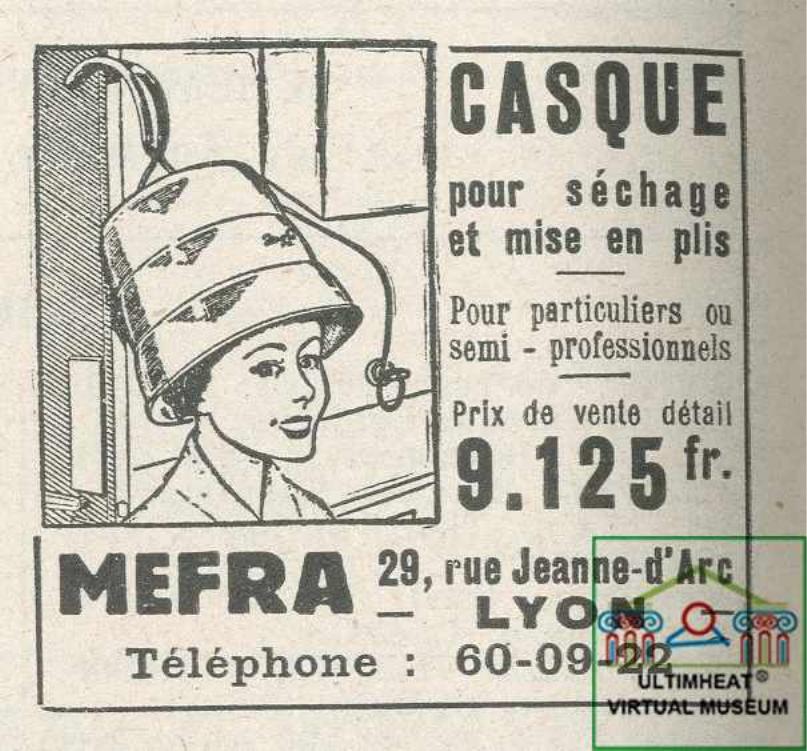 CASQUE
pour séchage
et mise en plis
Pour particuliers ou
semi - professionnels
Prix de vente détail
9.125 fr.
MEFRA 29, rue Jeanne-d'Arc
— LYON —
Téléphone : 60-09-22
ULTIMHEAT®
VIRTUAL MUSEUM